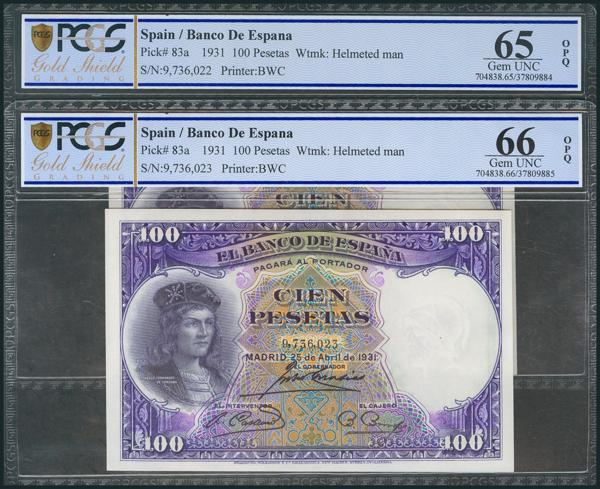 PCGS
Gold Shield
GRADING
Spain / Banco De Espana
Pick# 83a 1931 100 Pesetas Wtmk: Helmeted man
S/N:9,736,022 Printer:BWC
65
Gem UNC
704838.65/37809884
OPQ
PCGS
Gold Shield
GRADING
Spain / Banco De Espana
Pick# 83a 1931 100 Pesetas Wtmk: Helmeted man
S/N:9,736,023 Printer:BWC
66
Gem UNC
704838.66/37809885
OPQ
CIEN
100 100
EL BANCO DE ESPAÑA
PAGARÁ AL PORTADOR
CIEN
PESETAS
9,736,023
MADRID, 25 de Abril de 1931
EL GOBERNADOR
EL INTERVENTOR EL CAJERO
100 100